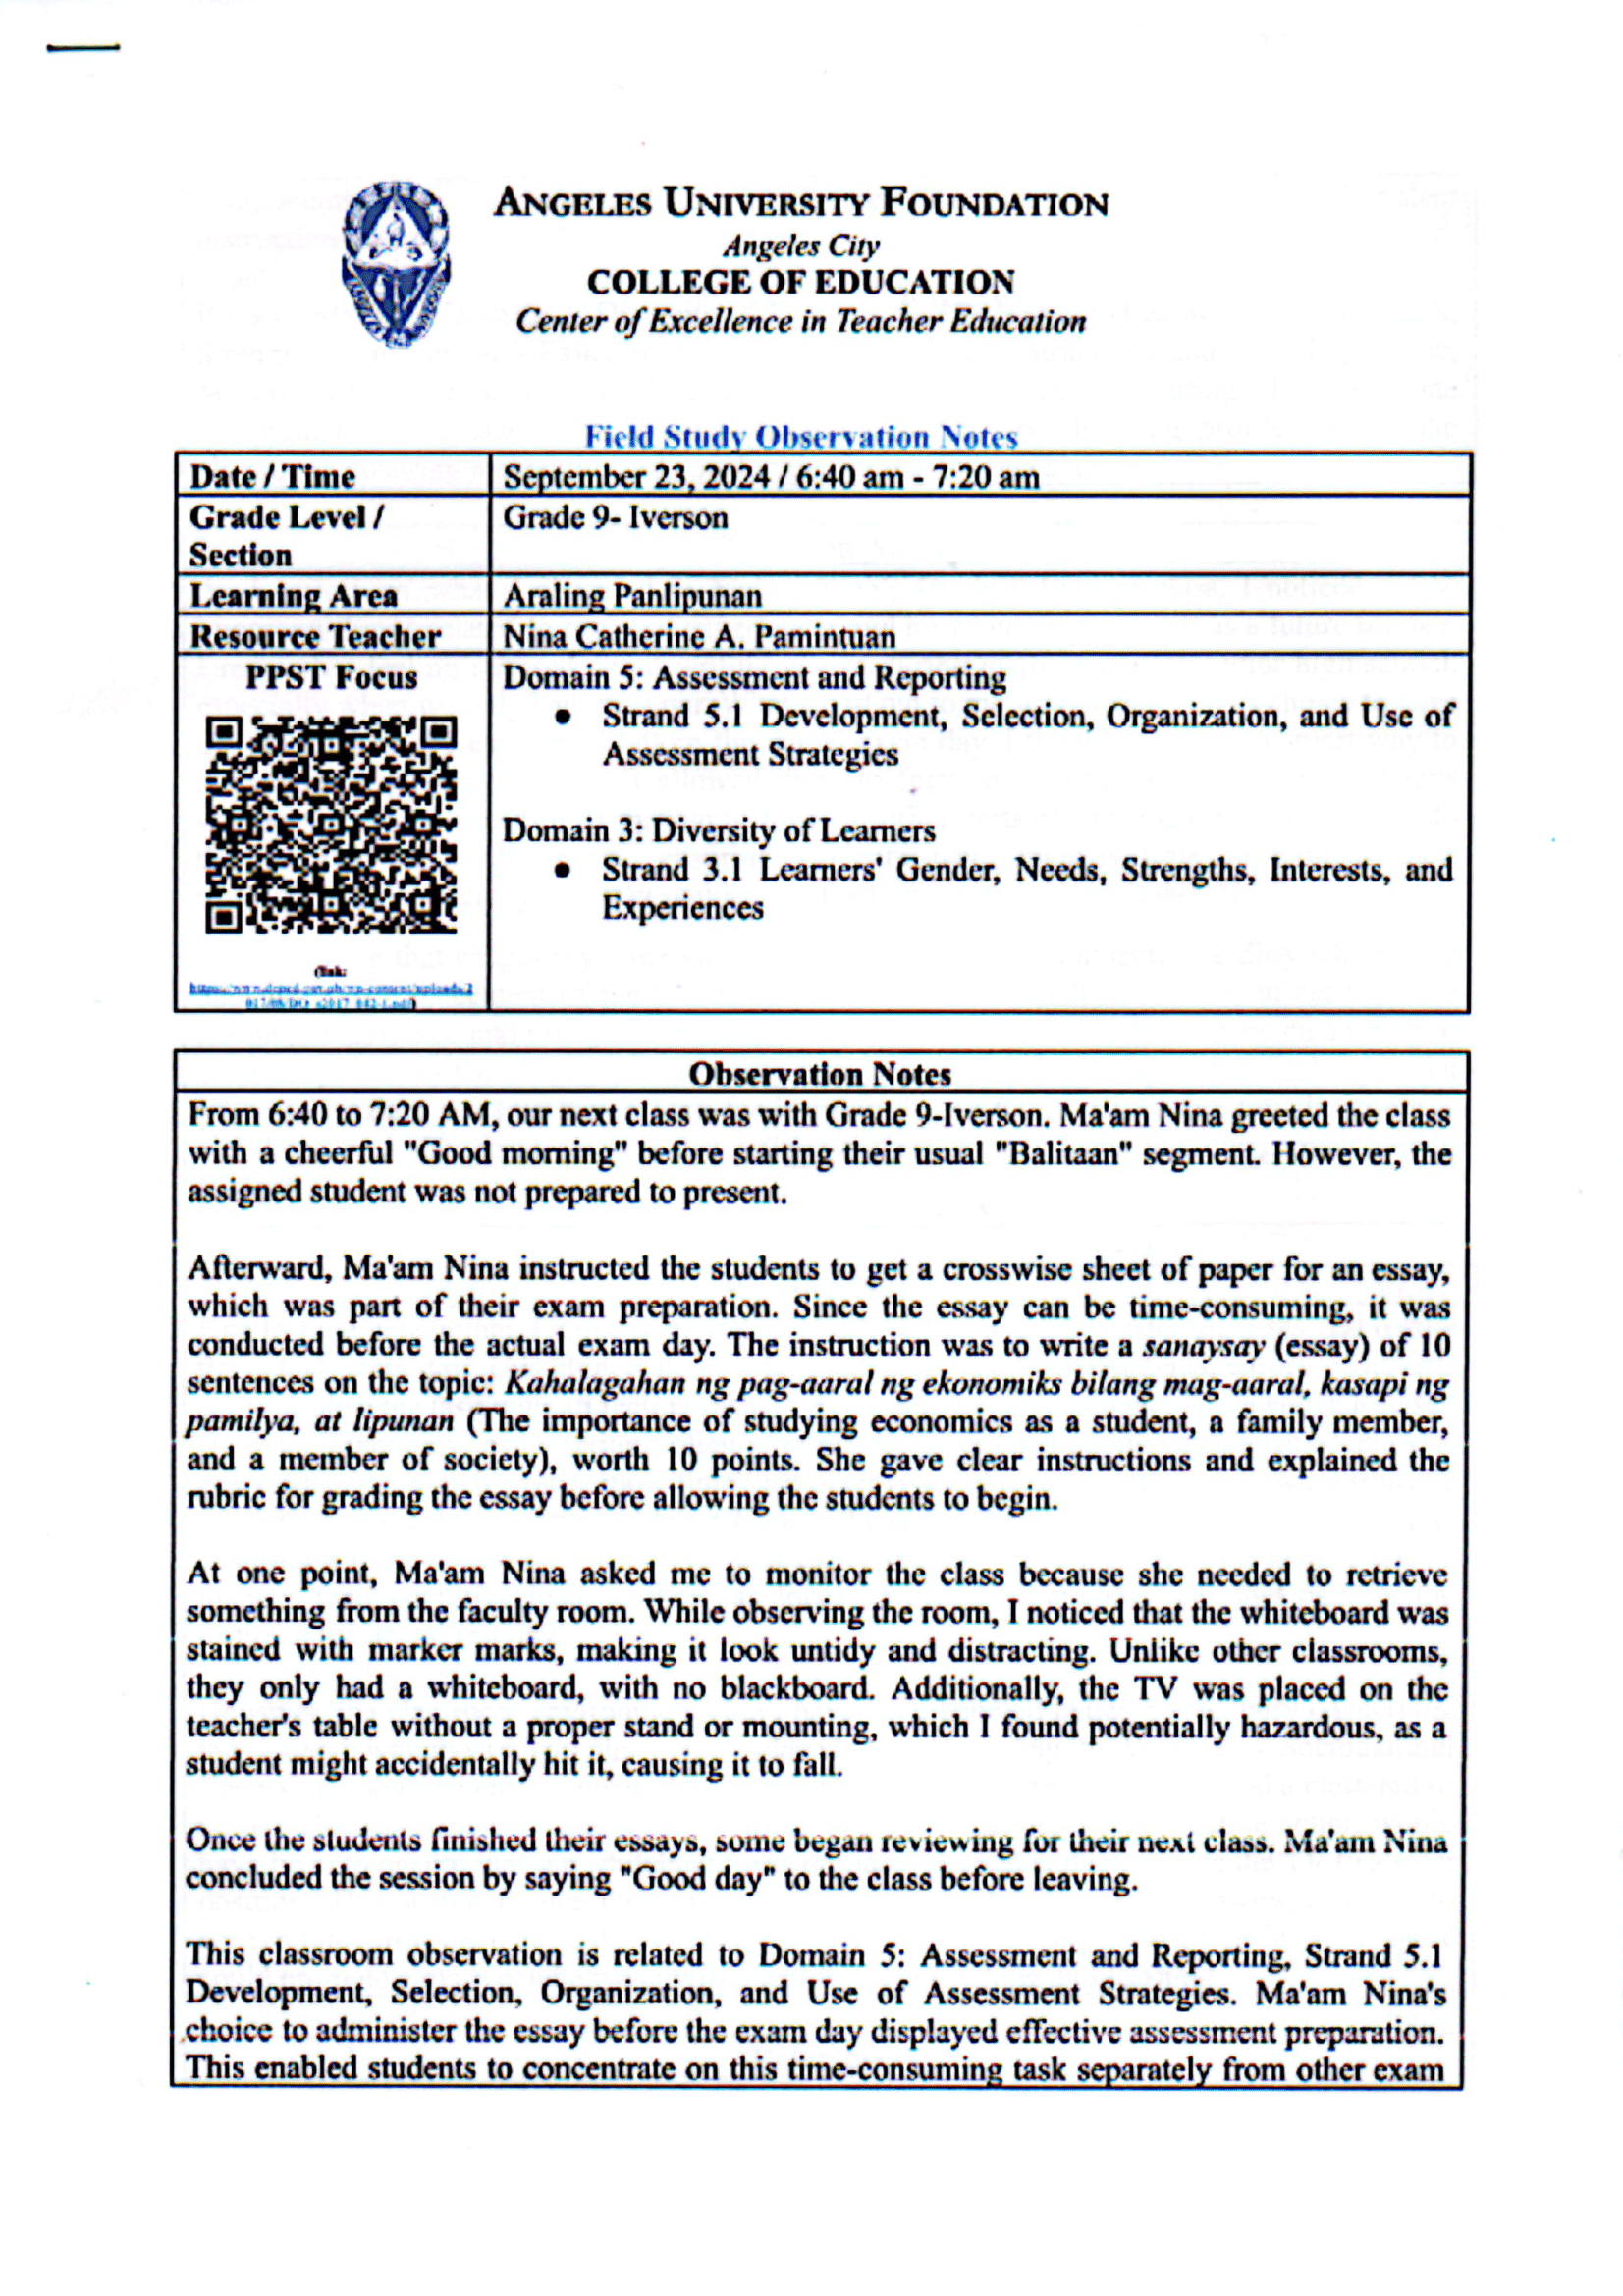 ANGELES UNIVERSITY FOUNDATION
Angeles City
COLLEGE OF EDUCATION
Center of Excellence in Teacher Education
Field Study Observation Notes
Date / Time September 23, 2024 / 6:40 am - 7:20 am
Grade Level / Grade 9- Iverson
Section
Learning Area Araling Panlipunan
Resource Teacher Nina Catherine A. Pamintuan
PPST Focus Domain 5: Assessment and Reporting
● Strand 5.1 Development, Selection, Organization, and Use of
Assessment Strategies
Domain 3: Diversity of Learners
● Strand 3.1 Learners' Gender, Needs, Strengths, Interests, and
Experiences
(link:
Observation Notes
From 6:40 to 7:20 AM, our next class was with Grade 9-Iverson. Ma'am Nina greeted the class
with a cheerful "Good morning" before starting their usual "Balitaan" segment. However, the
assigned student was not prepared to present.
Afterward, Ma'am Nina instructed the students to get a crosswise sheet of paper for an essay,
which was part of their exam preparation. Since the essay can be time-consuming, it was
conducted before the actual exam day. The instruction was to write a sanaysay (essay) of 10
sentences on the topic: Kahalagahan ng pag-aaral ng ekonomiks bilang mag-aaral, kasapi ng
pamilya, at lipunan (The importance of studying economics as a student, a family member,
and a member of society), worth 10 points. She gave clear instructions and explained the
rubric for grading the essay before allowing the students to begin.
At one point, Ma'am Nina asked me to monitor the class because she needed to retrieve
something from the faculty room. While observing the room, I noticed that the whiteboard was
stained with marker marks, making it look untidy and distracting. Unlike other classrooms,
they only had a whiteboard, with no blackboard. Additionally, the TV was placed on the
teacher's table without a proper stand or mounting, which I found potentially hazardous, as a
student might accidentally hit it, causing it to fall.
Once the students finished their essays, some began reviewing for their next class. Ma'am Nina
concluded the session by saying "Good day" to the class before leaving.
This classroom observation is related to Domain 5: Assessment and Reporting, Strand 5.1
Development, Selection, Organization, and Use of Assessment Strategies. Ma'am Nina's
choice to administer the essay before the exam day displayed effective assessment preparation.
This enabled students to concentrate on this time-consuming task separately from other exam